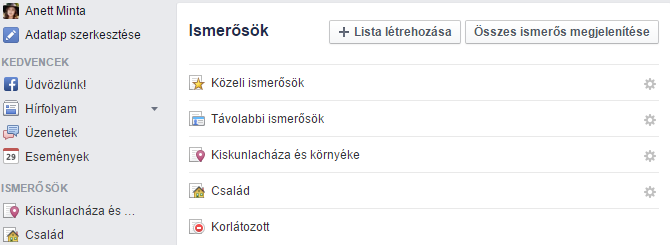 Anett Minta
Adatlap szerkesztése
KEDVENCEK
Üdvözlünk!
Hírfolyam
Üzenetek
29 Események
ISMERŐSÖK
Kiskunlacháza és ...
Család
Ismerősök
+ Lista létrehozása
Összes ismerős megjelenítése
Közeli ismerősök
Távolabbi ismerősök
Kiskunlacháza és környéke
Család
Korlátozott